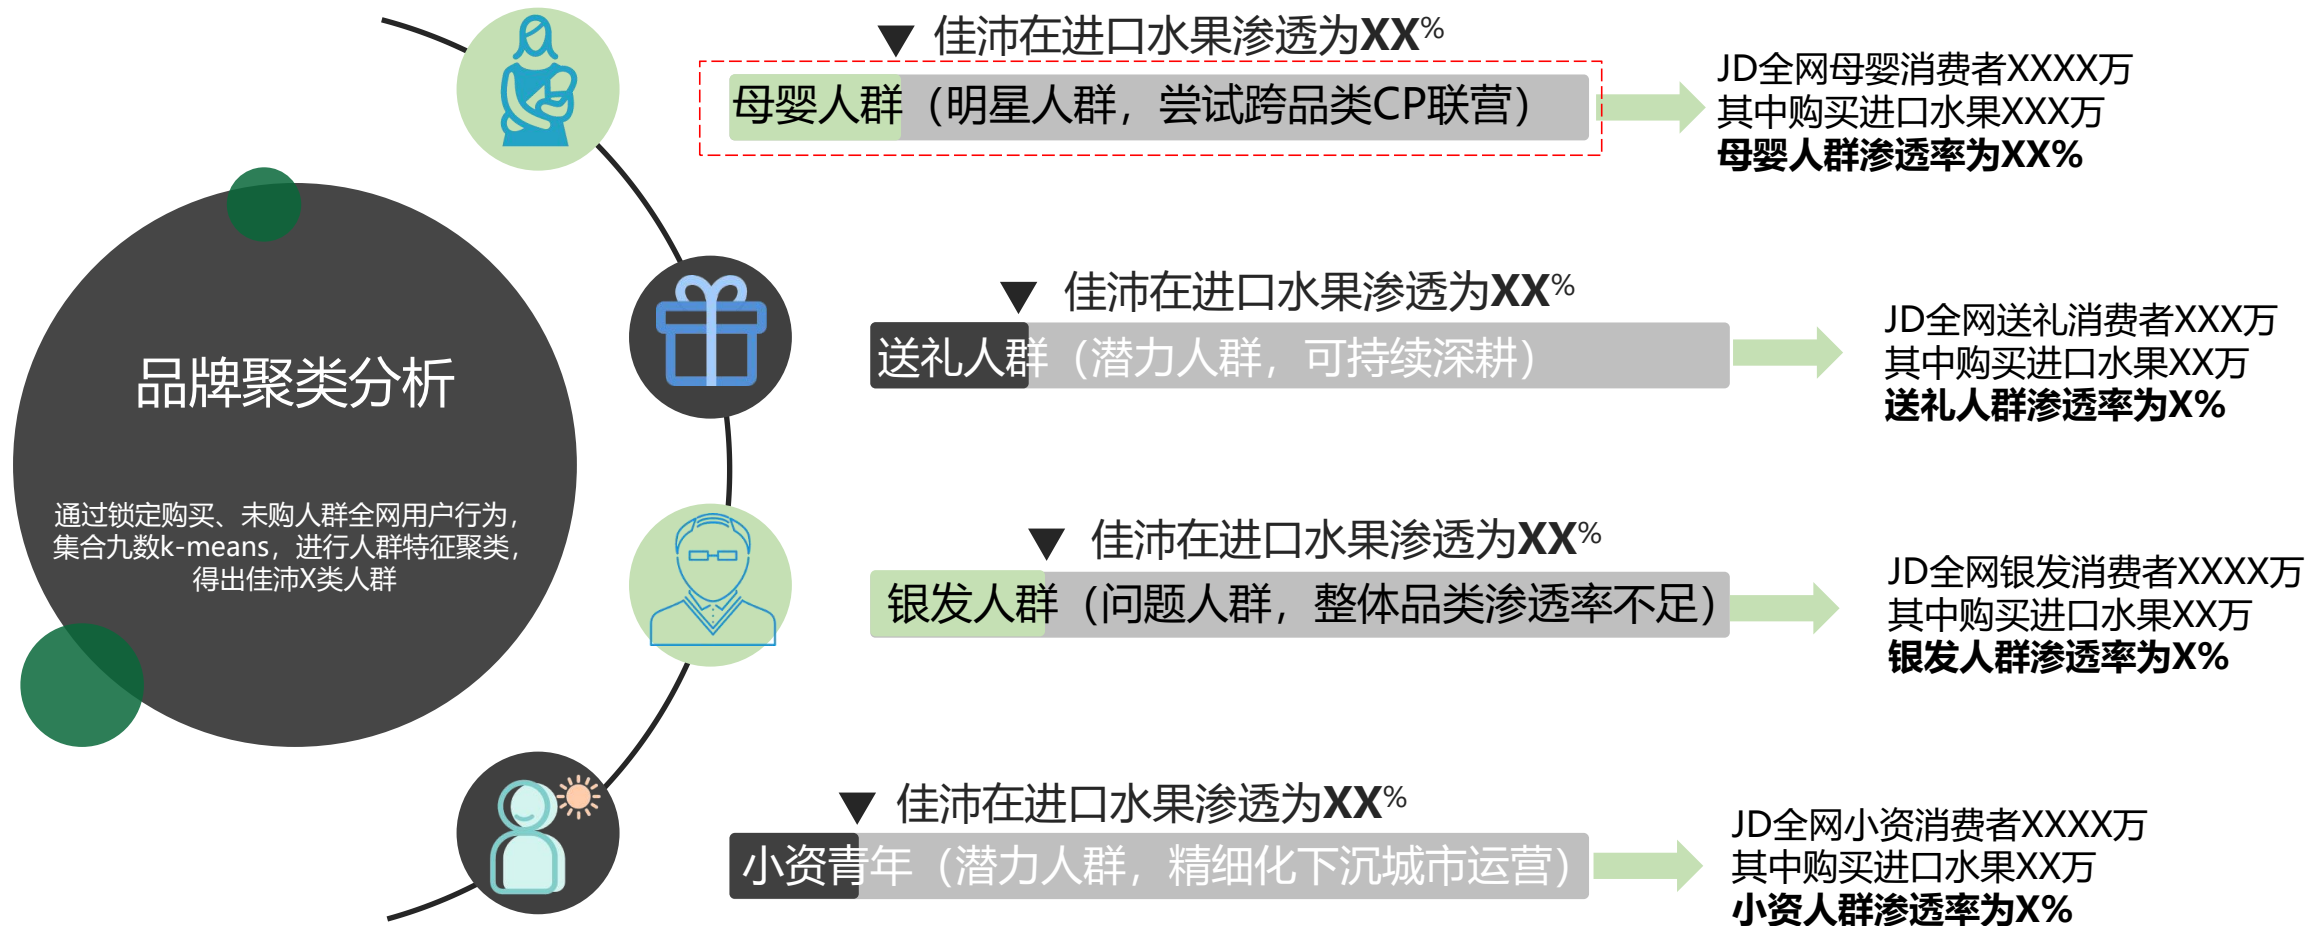 品牌聚类分析
通过锁定购买、未购人群全网用户行为，
集合九数k-means，进行人群特征聚类，
得出佳沛X类人群
佳沛在进口水果渗透为XX%
母婴人群（明星人群，尝试跨品类CP联营）
JD全网母婴消费者XXXX万
其中购买进口水果XXX万
母婴人群渗透率为XX%
佳沛在进口水果渗透为XX%
送礼人群（潜力人群，可持续深耕）
JD全网送礼消费者XXX万
其中购买进口水果XX万
送礼人群渗透率为X%
佳沛在进口水果渗透为XX%
银发人群（问题人群，整体品类渗透率不足）
JD全网银发消费者XXXX万
其中购买进口水果XX万
银发人群渗透率为X%
佳沛在进口水果渗透为XX%
小资青年（潜力人群，精细化下沉城市运营）
JD全网小资消费者XXXX万
其中购买进口水果XX万
小资人群渗透率为X%